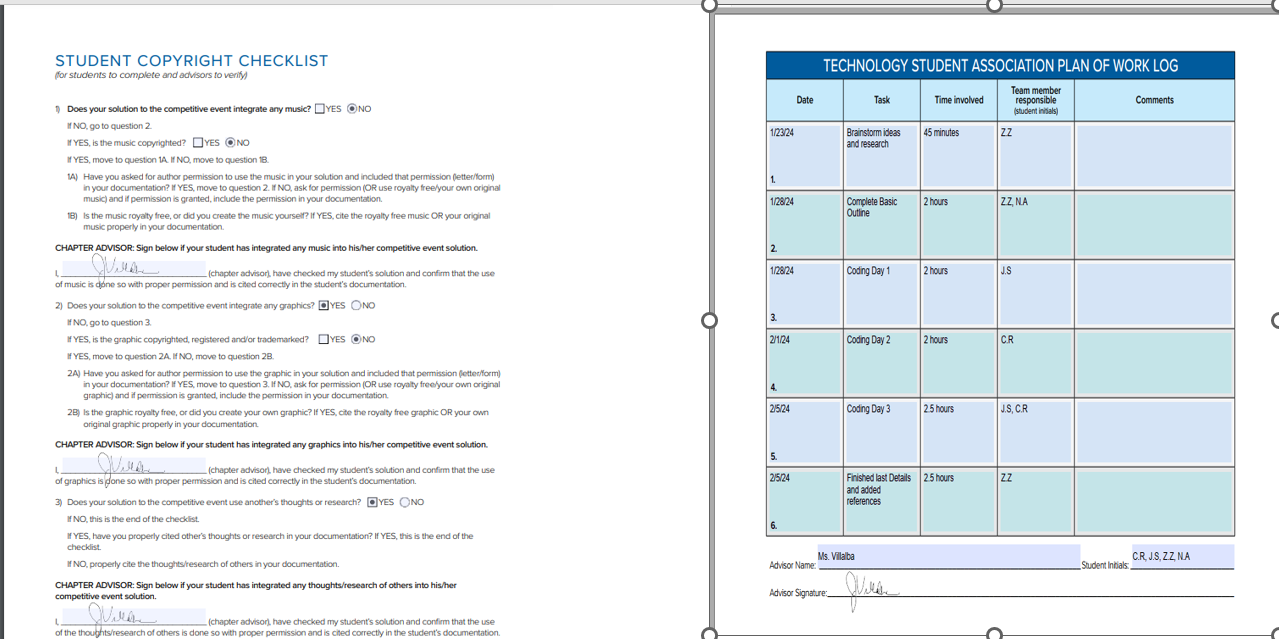 STUDENT COPYRIGHT CHECKLIST
(for students to complete and advisors to verify)
1) Does your solution to the competitive event integrate any music? YES NO
If NO, go to question 2.
If YES, is the music copyrighted? YES NO
If YES, move to question 1A. If NO, move to question 1B.
1A) Have you asked for author permission to use the music in your solution and included that permission (letter/form)
in your documentation? If YES, move to question 2. If NO, ask for permission (OR use royalty free/your own original
music) and if permission is granted, include the permission in your documentation.
1B) Is the music royalty free, or did you create the music yourself? If YES, cite the royalty free music OR your original
music properly in your documentation.
CHAPTER ADVISOR: Sign below if your student has integrated any music into his/her competitive event solution.
I, JVillalba (chapter advisor), have checked my student's solution and confirm that the use
of music is done so with proper permission and is cited correctly in the student's documentation.
2) Does your solution to the competitive event integrate any graphics? YES NO
If NO, go to question 3.
If YES, is the graphic copyrighted, registered and/or trademarked? YES NO
If YES, move to question 2A. If NO, move to question 2B.
2A) Have you asked for author permission to use the graphic in your solution and included that permission (letter/form)
in your documentation? If YES, move to question 3. If NO, ask for permission (OR use royalty free/your own original
graphic) and if permission is granted, include the permission in your documentation.
2B) Is the graphic royalty free, or did you create your own graphic? If YES, cite the royalty free graphic OR your own
original graphic properly in your documentation.
CHAPTER ADVISOR: Sign below if your student has integrated any graphics into his/her competitive event solution.
I, JVillalba (chapter advisor), have checked my student's solution and confirm that the use
of graphics is done so with proper permission and is cited correctly in the student's documentation.
3) Does your solution to the competitive event use another's thoughts or research? YES NO
If NO, this is the end of the checklist.
If YES, have you properly cited other's thoughts or research in your documentation? If YES, this is the end of the
checklist.
If NO, properly cite the thoughts/research of others in your documentation.
CHAPTER ADVISOR: Sign below if your student has integrated any thoughts/research of others into his/her
competitive event solution.
I, JVillalba (chapter advisor), have checked my student's solution and confirm that the use
of the thoughts/research of others is done so with proper permission and is cited correctly in the student's documentation.
TECHNOLOGY STUDENT ASSOCIATION PLAN OF WORK LOG
Date Task Time involved Team member responsible (student initials) Comments
1/23/24 Brainstorm ideas and research 45 minutes Z.Z
1.
1/28/24 Complete Basic Outline 2 hours Z.Z, N.A
2.
1/28/24 Coding Day 1 2 hours J.S
3.
2/1/24 Coding Day 2 2 hours C.R
4.
2/5/24 Coding Day 3 2.5 hours J.S, C.R
5.
2/5/24 Finished last Details and added references 2.5 hours Z.Z
6.
Advisor Name: Ms. Villalba Student Initials: C.R, J.S, Z.Z, N.A
Advisor Signature: JVillalba